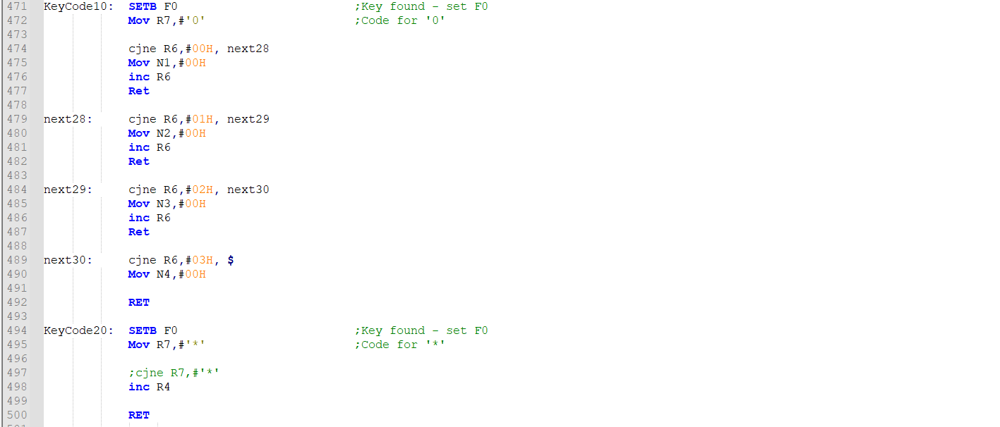 471 KeyCode10: SETB F0 ;Key found - set F0
472 Mov R7,#'0' ;Code for '0'
473
474 cjne R6,#00H, next28
475 Mov N1,#00H
476 inc R6
477 Ret
478
479 next28: cjne R6,#01H, next29
480 Mov N2,#00H
481 inc R6
482 Ret
483
484 next29: cjne R6,#02H, next30
485 Mov N3,#00H
486 inc R6
487 Ret
488
489 next30: cjne R6,#03H, $
490 Mov N4,#00H
491
492 RET
493
494 KeyCode20: SETB F0 ;Key found - set F0
495 Mov R7,#'*' ;Code for '*'
496
497 ;cjne R7,#'*'
498 inc R4
499
500 RET